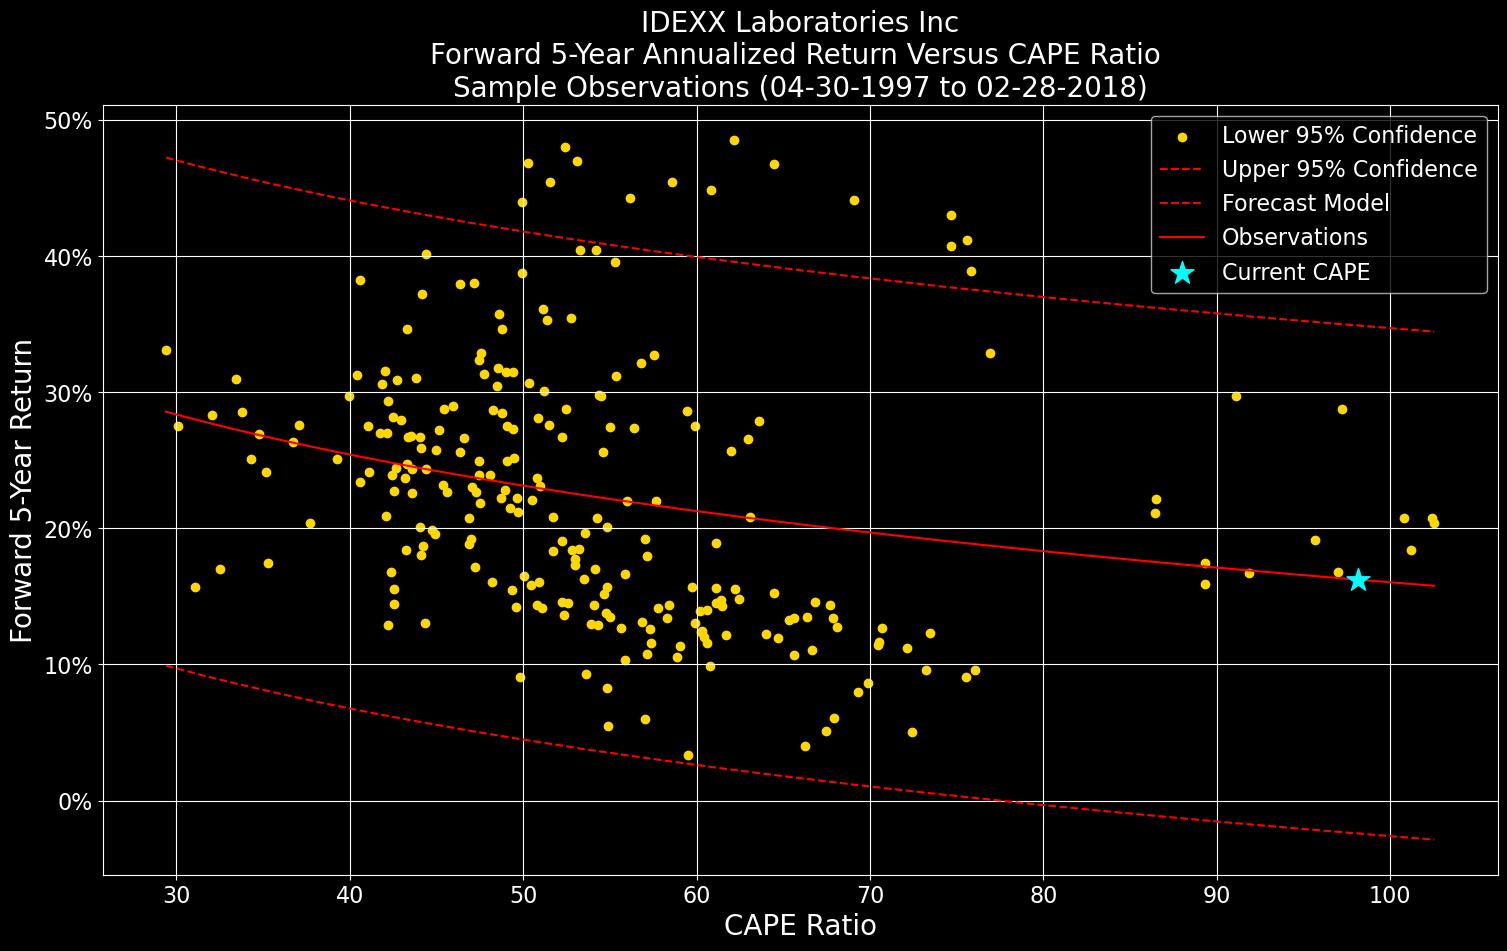 IDEXX Laboratories Inc
Forward 5-Year Annualized Return Versus CAPE Ratio
Sample Observations (04-30-1997 to 02-28-2018)
Lower 95% Confidence
Upper 95% Confidence
Forecast Model
Observations
Current CAPE
Forward 5-Year Return
50%
40%
30%
20%
10%
0%
30 40 50 60 70 80 90 100
CAPE Ratio